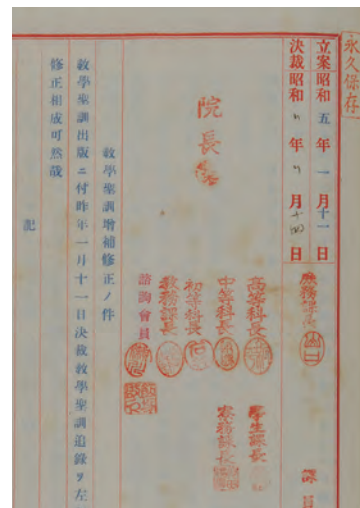 永久保存
立案昭和五年一月十一日
決裁昭和〃年〃月十四日
庶務課長
課員
院長
高等科長
中等科長
初等科長
教務課長
諮詢會員
學生課長
寮務課長
教學聖訓增補修正ノ件
教學聖訓出版ニ付昨年一月十一日決裁教學聖訓追錄ヲ左
修正相成可然哉
記